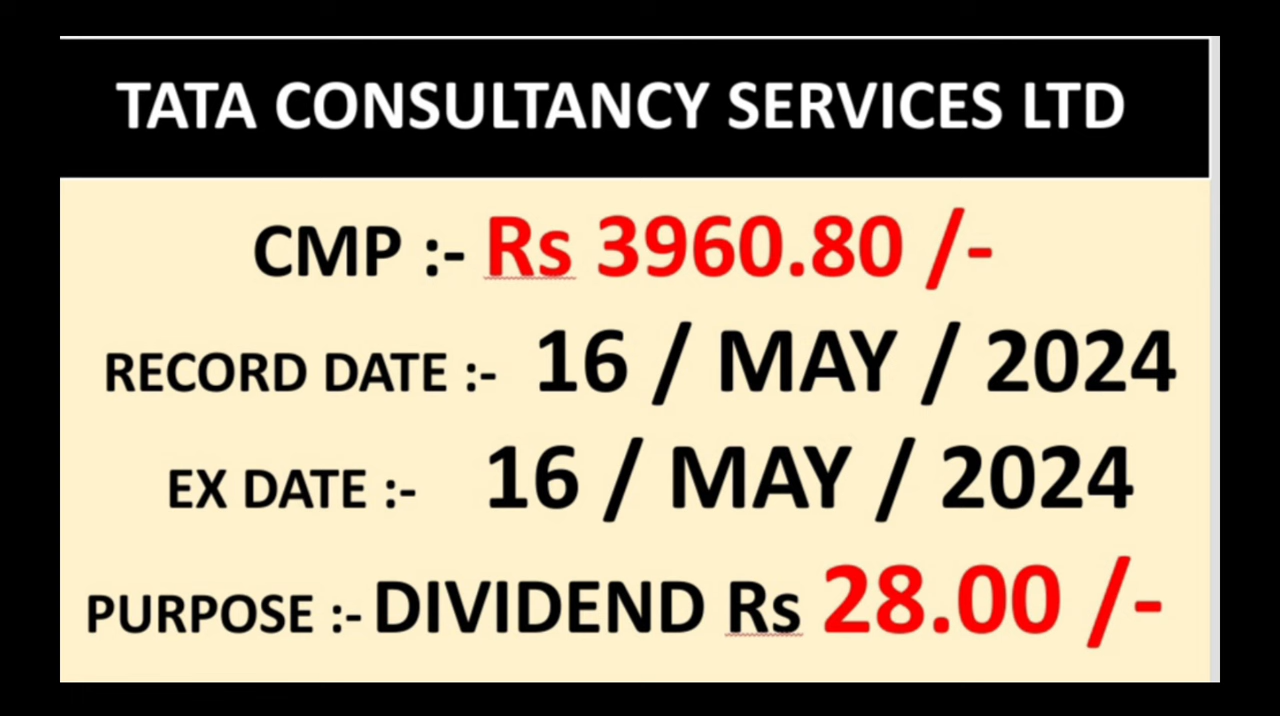 TATA CONSULTANCY SERVICES LTD
CMP :- Rs 3960.80 /-
RECORD DATE :- 16 / MAY / 2024
EX DATE :- 16 / MAY / 2024
PURPOSE :- DIVIDEND Rs 28.00 /-